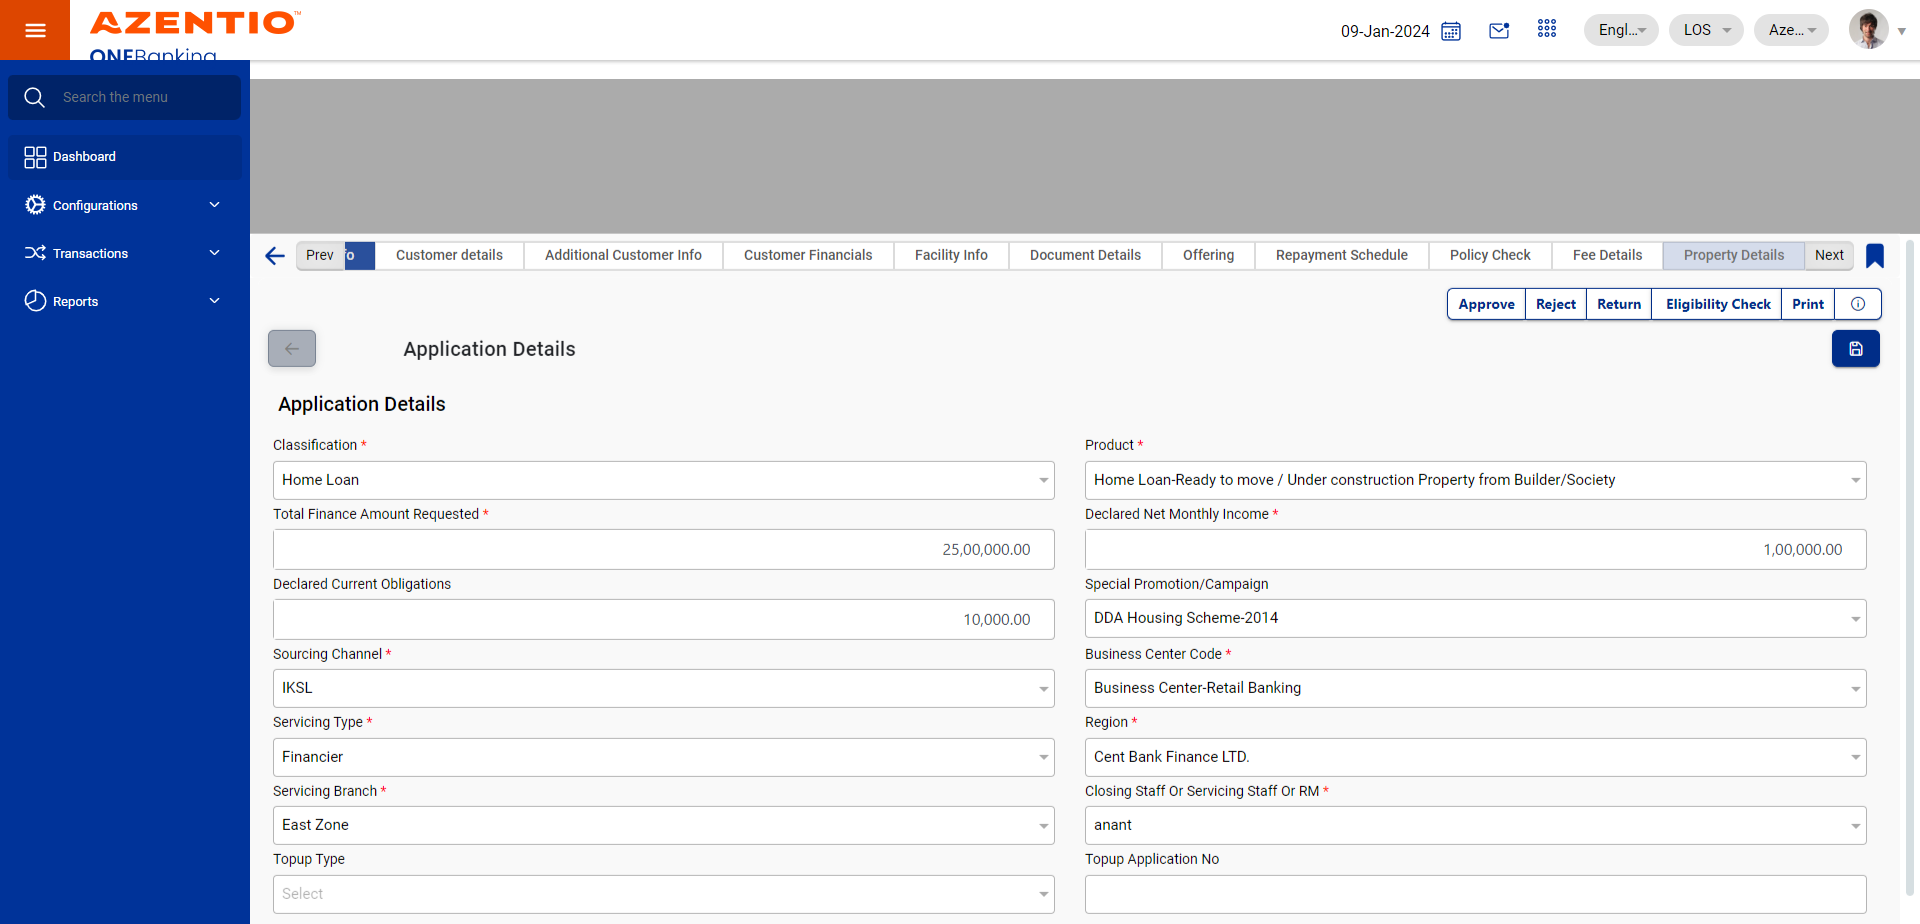 AZENTIO™
ONEBanking
09-Jan-2024
Engl...
LOS
Aze...
Search the menu
Dashboard
Configurations
Transactions
Reports
Prev
fo
Customer details
Additional Customer Info
Customer Financials
Facility Info
Document Details
Offering
Repayment Schedule
Policy Check
Fee Details
Property Details
Next
Approve
Reject
Return
Eligibility Check
Print
Application Details
Application Details
Classification *
Product *
Home Loan
Home Loan-Ready to move / Under construction Property from Builder/Society
Total Finance Amount Requested *
Declared Net Monthly Income *
25,00,000.00
1,00,000.00
Declared Current Obligations
Special Promotion/Campaign
10,000.00
DDA Housing Scheme-2014
Sourcing Channel *
Business Center Code *
IKSL
Business Center-Retail Banking
Servicing Type *
Region *
Financier
Cent Bank Finance LTD.
Servicing Branch *
Closing Staff Or Servicing Staff Or RM *
East Zone
anant
Topup Type
Topup Application No
Select